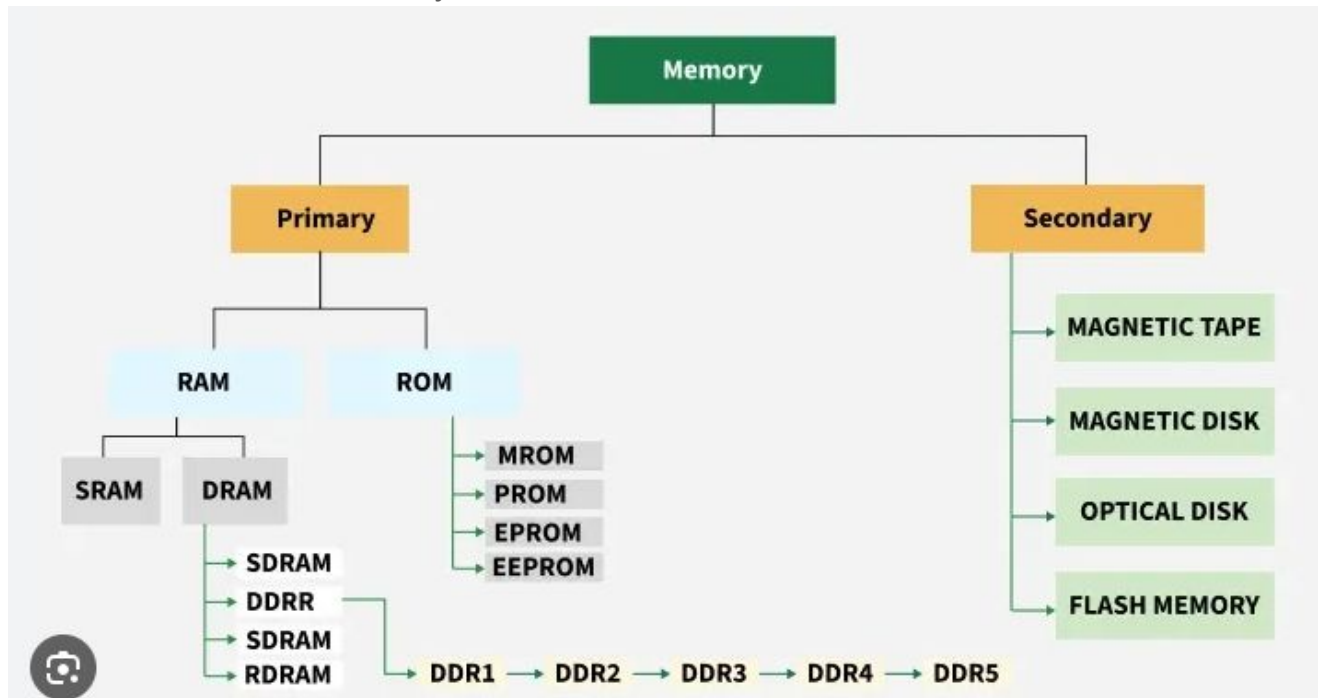 Memory
Primary
Secondary
RAM
ROM
SRAM
DRAM
SDRAM
DDRR
SDRAM
RDRAM
DDR1
DDR2
DDR3
DDR4
DDR5
MROM
PROM
EPROM
EEPROM
MAGNETIC TAPE
MAGNETIC DISK
OPTICAL DISK
FLASH MEMORY